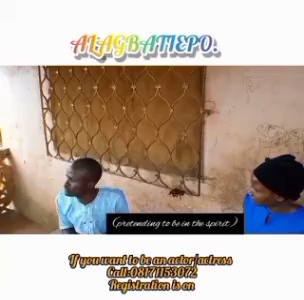 ALAGBATIEPO.
(pretending to be in the spirit)
If you want to be an actor/actress
Call:08171153072
Registration is on